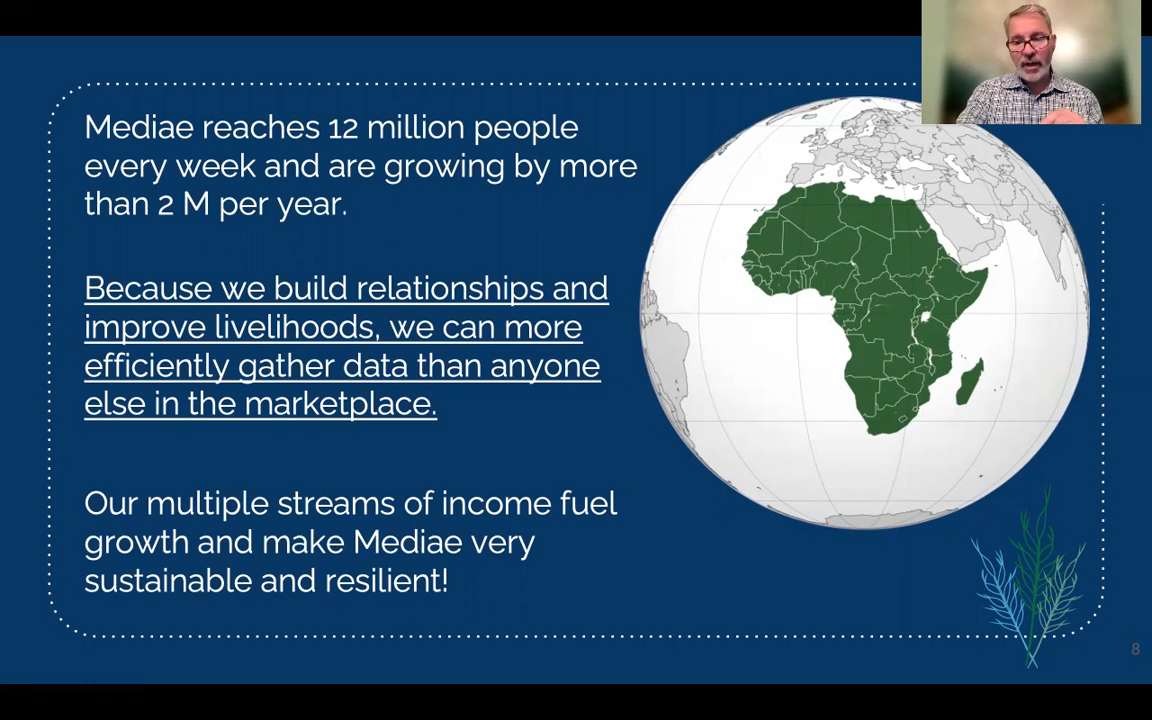 Mediae reaches 12 million people
every week and are growing by more
than 2 M per year.
Because we build relationships and
improve livelihoods, we can more
efficiently gather data than anyone
else in the marketplace.
Our multiple streams of income fuel
growth and make Mediae very
sustainable and resilient!
8